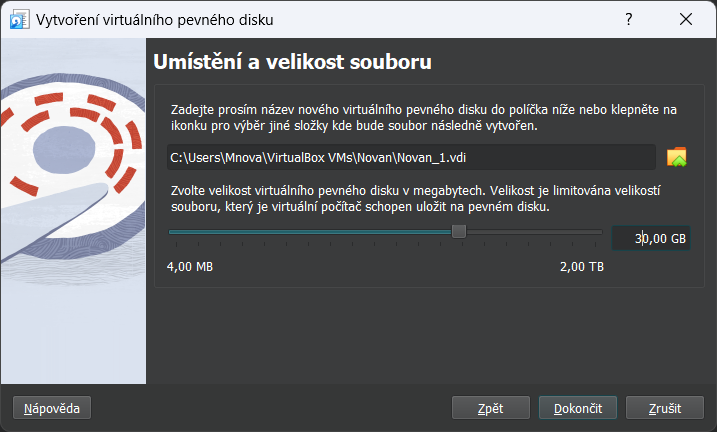 Vytvoření virtuálního pevného disku
?
Umístění a velikost souboru
Zadejte prosím název nového virtuálního pevného disku do políčka níže nebo klepněte na
ikonku pro výběr jiné složky kde bude soubor následně vytvořen.
C:\Users\Mnova\VirtualBox VMs\Novan\Novan_1.vdi
Zvolte velikost virtuálního pevného disku v megabytech. Velikost je limitována velikostí
souboru, který je virtuální počítač schopen uložit na pevném disku.
30,00 GB
4,00 MB 2,00 TB
Nápověda Zpět Dokončit Zrušit